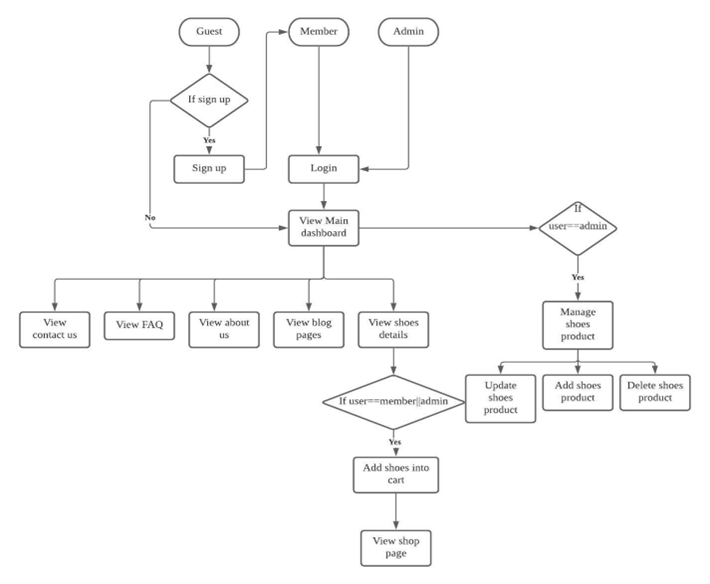 Guest
Member
Admin
If sign up
Yes
Sign up
Login
No
View Main
dashboard
If
user==admin
Yes
View
contact us
View FAQ
View about
us
View blog
pages
View shoes
details
Manage
shoes
product
If user==member||admin
Update
shoes
product
Add shoes
product
Delete shoes
product
Yes
Add shoes into
cart
View shop
page